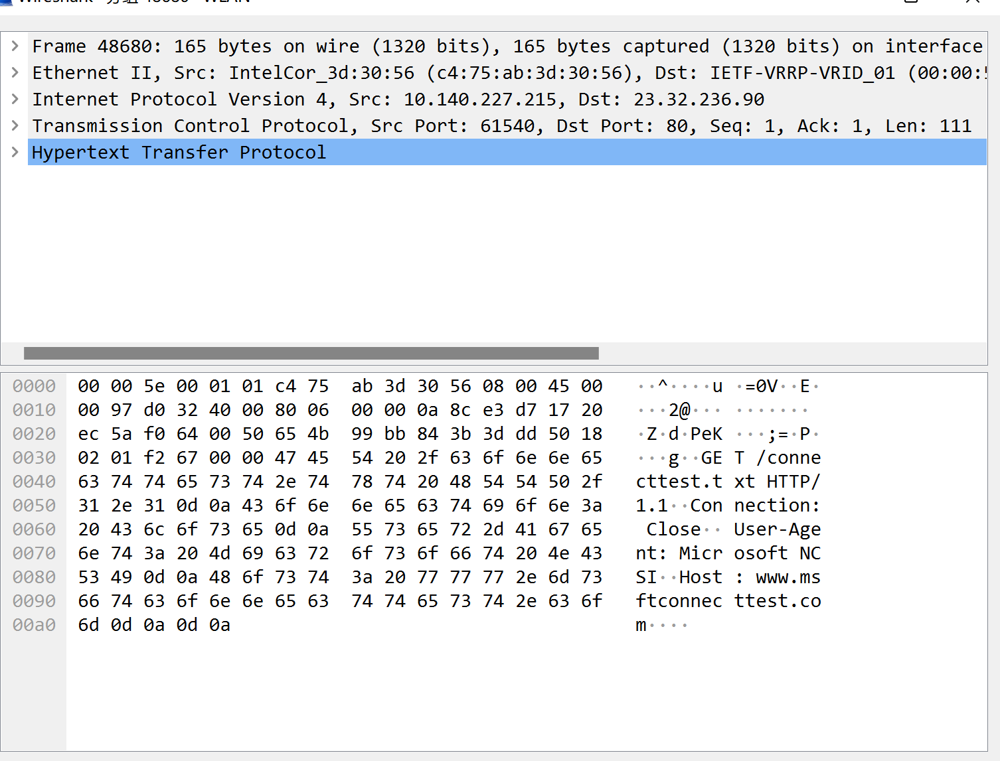 Wireshark · 分组 48680 · WLAN
Frame 48680: 165 bytes on wire (1320 bits), 165 bytes captured (1320 bits) on interface
Ethernet II, Src: IntelCor_3d:30:56 (c4:75:ab:3d:30:56), Dst: IETF-VRRP-VRID_01 (00:00:5
Internet Protocol Version 4, Src: 10.140.227.215, Dst: 23.32.236.90
Transmission Control Protocol, Src Port: 61540, Dst Port: 80, Seq: 1, Ack: 1, Len: 111
Hypertext Transfer Protocol
0000 00 00 5e 00 01 01 c4 75 ab 3d 30 56 08 00 45 00 ··^····u ·=0V··E·
0010 00 97 d0 32 40 00 80 06 00 00 0a 8c e3 d7 17 20 ···2@··· ·······
0020 ec 5a f0 64 00 50 65 4b 99 bb 84 3b 3d dd 50 18 ·Z·d·PeK ···;=·P·
0030 02 01 f2 67 00 00 47 45 54 20 2f 63 6f 6e 6e 65 ···g··GE T /conne
0040 63 74 74 65 73 74 2e 74 78 74 20 48 54 54 50 2f cttest.t xt HTTP/
0050 31 2e 31 0d 0a 43 6f 6e 6e 65 63 74 69 6f 6e 3a 1.1··Con nection:
0060 20 43 6c 6f 73 65 0d 0a 55 73 65 72 2d 41 67 65 Close·· User-Age
0070 6e 74 3a 20 4d 69 63 72 6f 73 6f 66 74 20 4e 43 nt: Micr osoft NC
0080 53 49 0d 0a 48 6f 73 74 3a 20 77 77 77 2e 6d 73 SI··Host : www.ms
0090 66 74 63 6f 6e 6e 65 63 74 74 65 73 74 2e 63 6f ftconnec ttest.co
00a0 6d 0d 0a 0d 0a m····